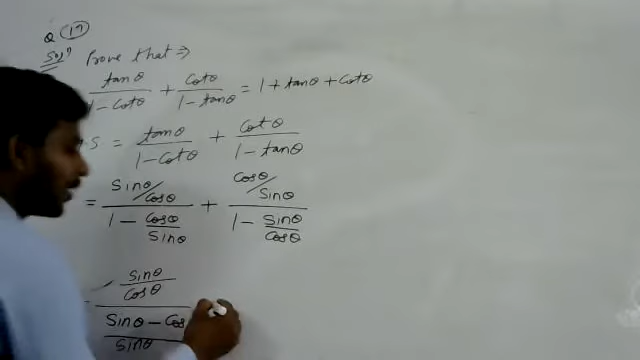 Q (17)
Sol? Prove that ⇒
tanθ / 1 - cotθ + cotθ / 1 - tanθ = 1 + tanθ + cotθ
S = tanθ / 1 - cotθ + cotθ / 1 - tanθ
= sinθ/cosθ / 1 - cosθ/sinθ + cosθ/sinθ / 1 - sinθ/cosθ
sinθ / cosθ
sinθ - cos
sinθ